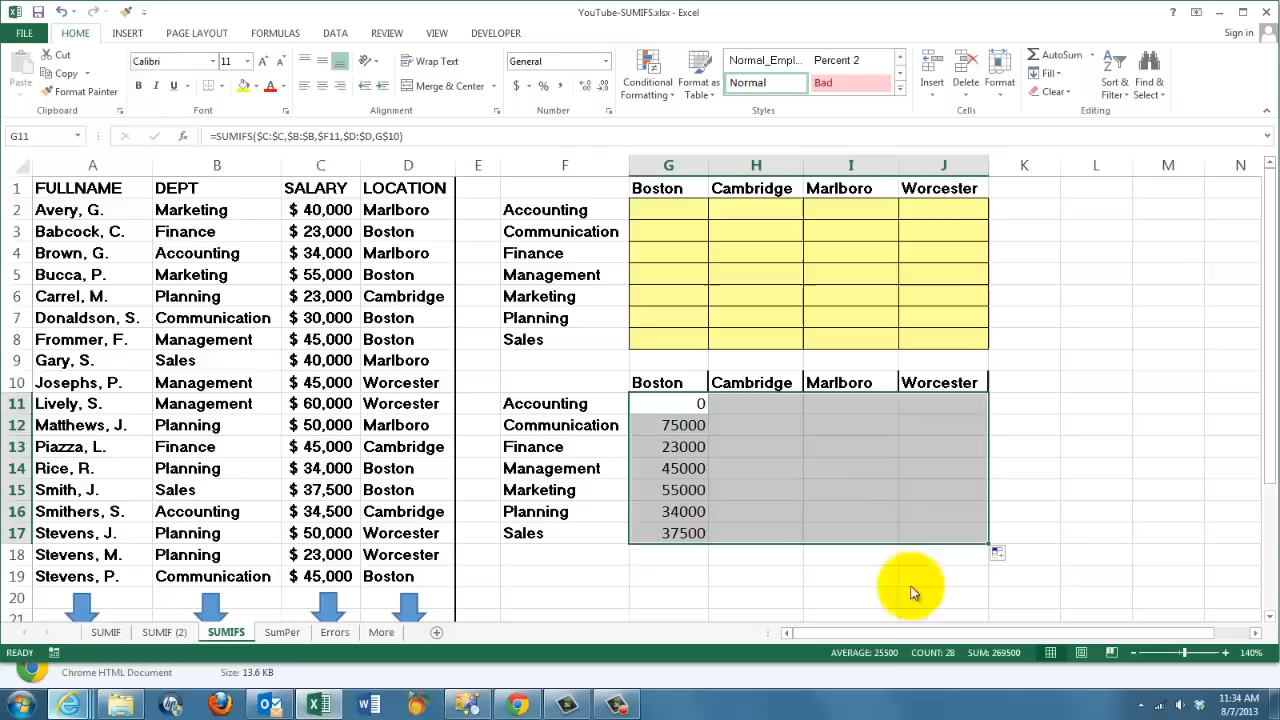 YouTube-SUMIFS.xlsx - Excel
FILE HOME INSERT PAGE LAYOUT FORMULAS DATA REVIEW VIEW DEVELOPER Sign in
Cut Calibri 11 Wrap Text General Normal_Empl... Percent 2 AutoSum
Paste Copy Conditional Formatting Format as Table Insert Delete Format Fill Sort & Filter Find & Select
Format Painter Merge & Center Normal Bad Clear
Clipboard Font Alignment Number Styles Cells Editing
G11 fx =SUMIFS($C:$C,$B:$B,$F11,$D:$D,G$10)
A B C D E F G H I J K L M N
1 FULLNAME DEPT SALARY LOCATION Boston Cambridge Marlboro Worcester
2 Avery, G. Marketing $ 40,000 Marlboro Accounting
3 Babcock, C. Finance $ 23,000 Boston Communication
4 Brown, G. Accounting $ 34,000 Marlboro Finance
5 Bucca, P. Marketing $ 55,000 Boston Management
6 Carrel, M. Planning $ 23,000 Cambridge Marketing
7 Donaldson, S. Communication $ 30,000 Boston Planning
8 Frommer, F. Management $ 45,000 Boston Sales
9 Gary, S. Sales $ 40,000 Marlboro
10 Josephs, P. Management $ 45,000 Worcester Boston Cambridge Marlboro Worcester
11 Lively, S. Management $ 60,000 Worcester Accounting 0
12 Matthews, J. Planning $ 50,000 Marlboro Communication 75000
13 Piazza, L. Finance $ 45,000 Cambridge Finance 23000
14 Rice, R. Planning $ 34,000 Boston Management 45000
15 Smith, J. Sales $ 37,500 Boston Marketing 55000
16 Smithers, S. Accounting $ 34,500 Cambridge Planning 34000
17 Stevens, J. Planning $ 50,000 Worcester Sales 37500
18 Stevens, M. Planning $ 23,000 Worcester
19 Stevens, P. Communication $ 45,000 Boston
20
21
SUMIF SUMIF (2) SUMIFS SumPer Errors More
READY AVERAGE: 25500 COUNT: 28 SUM: 269500 140%
Chrome HTML Document Size: 13.6 KB
11:34 AM
8/7/2013